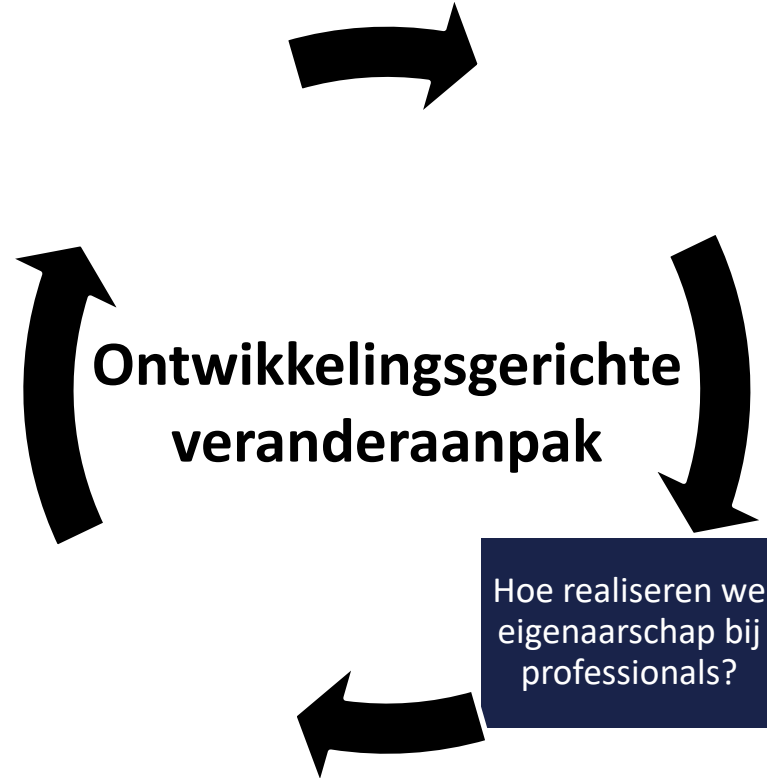 Ontwikkelingsgerichte
veranderaanpak
Hoe realiseren we
eigenaarschap bij
professionals?